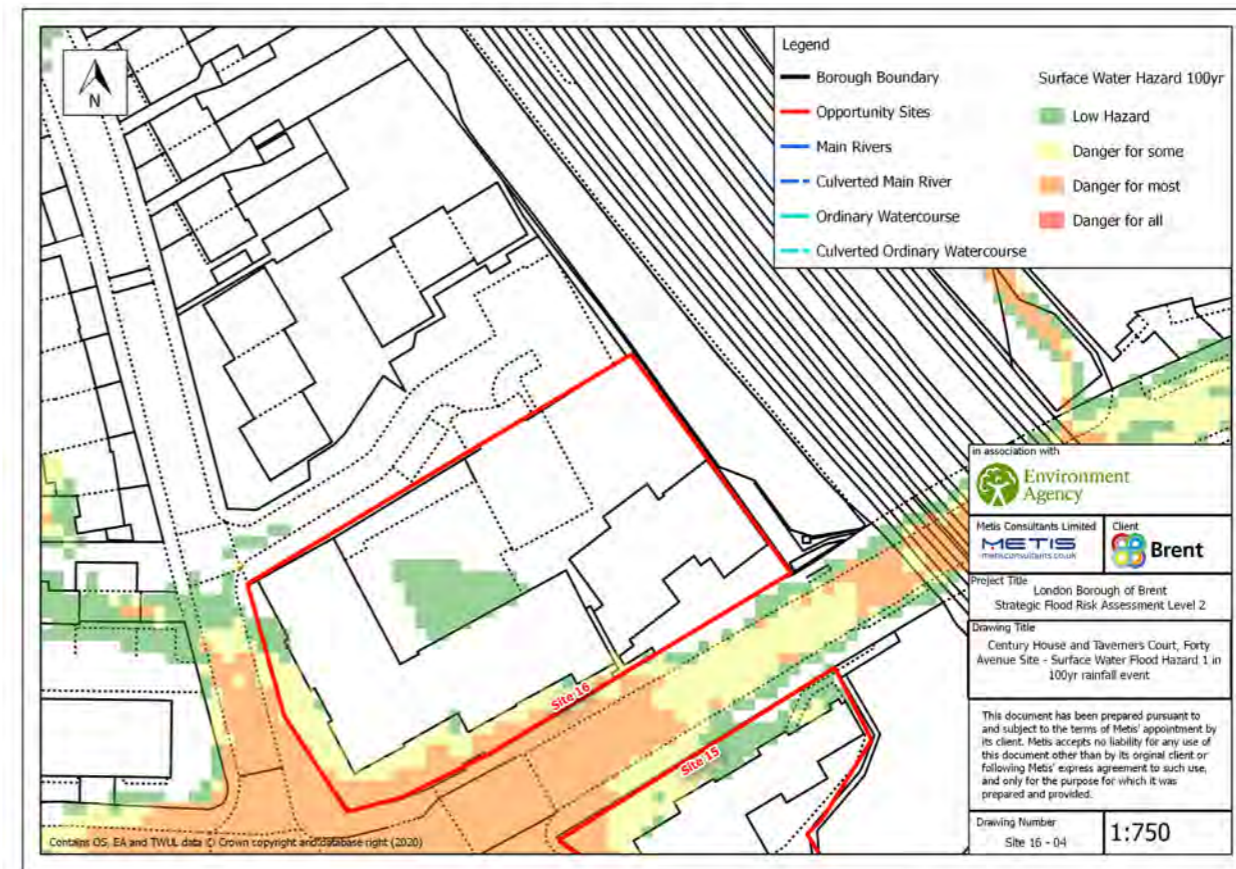 N
Legend
Borough Boundary
Opportunity Sites
Main Rivers
Culverted Main River
Ordinary Watercourse
Culverted Ordinary Watercourse
Surface Water Hazard 100yr
Low Hazard
Danger for some
Danger for most
Danger for all
Site 16
Site 15
in association with
Environment
Agency
Metis Consultants Limited
METIS
metisconsultants.co.uk
Client
Brent
Project Title
London Borough of Brent
Strategic Flood Risk Assessment Level 2
Drawing Title
Century House and Taverners Court, Forty
Avenue Site - Surface Water Flood Hazard 1 in
100yr rainfall event
This document has been prepared pursuant to
and subject to the terms of Metis' appointment by
its client. Metis accepts no liability for any use of
this document other than by its orginal client or
following Metis' express agreement to such use,
and only for the purpose for which it was
prepared and provided.
Drawing Number
Site 16 - 04
1:750
Contains OS, EA and TWUL data © Crown copyright and database right (2020)